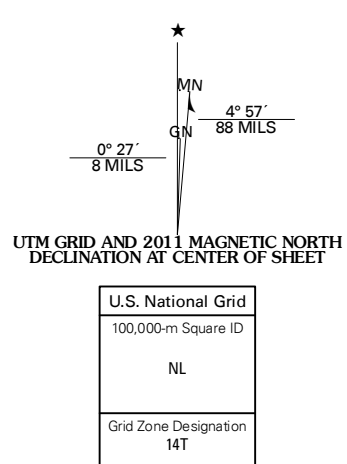 MN
4° 57´
88 MILS
GN
0° 27´
8 MILS
UTM GRID AND 2011 MAGNETIC NORTH
DECLINATION AT CENTER OF SHEET
U.S. National Grid
100,000-m Square ID
NL
Grid Zone Designation
14T